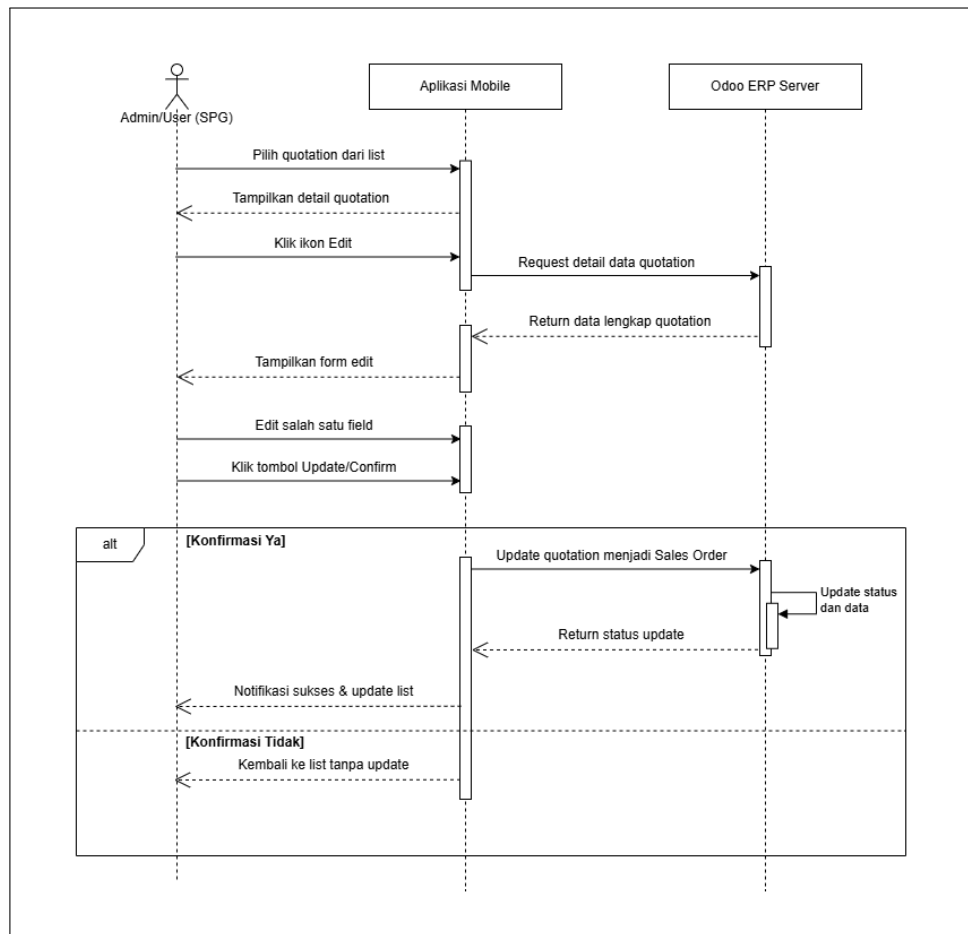 Aplikasi Mobile
Odoo ERP Server
Admin/User (SPG)
Pilih quotation dari list
Tampilkan detail quotation
Klik ikon Edit
Request detail data quotation
Return data lengkap quotation
Tampilkan form edit
Edit salah satu field
Klik tombol Update/Confirm
alt
[Konfirmasi Ya]
Update quotation menjadi Sales Order
Update status
dan data
Return status update
Notifikasi sukses & update list
[Konfirmasi Tidak]
Kembali ke list tanpa update